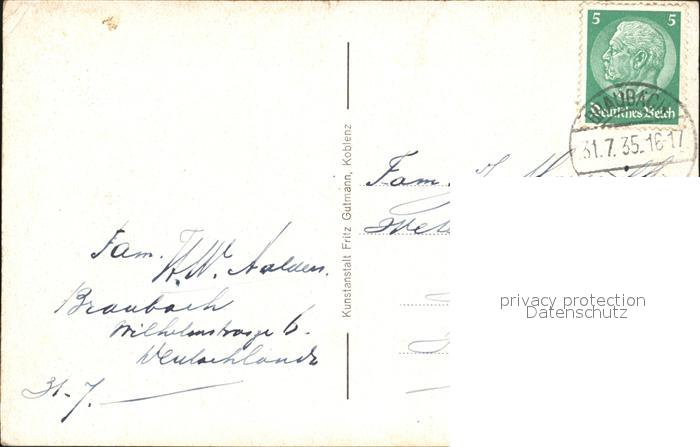 5 5
Deutsches Reich
BRAUBACH
31.7.35.16-17
Fam.
Kunstanstalt Fritz Gutmann, Koblenz
Fam.
Braubach
Wilhelmstrasse 6.
Deutschland
31-7.
privacy protection
Datenschutz